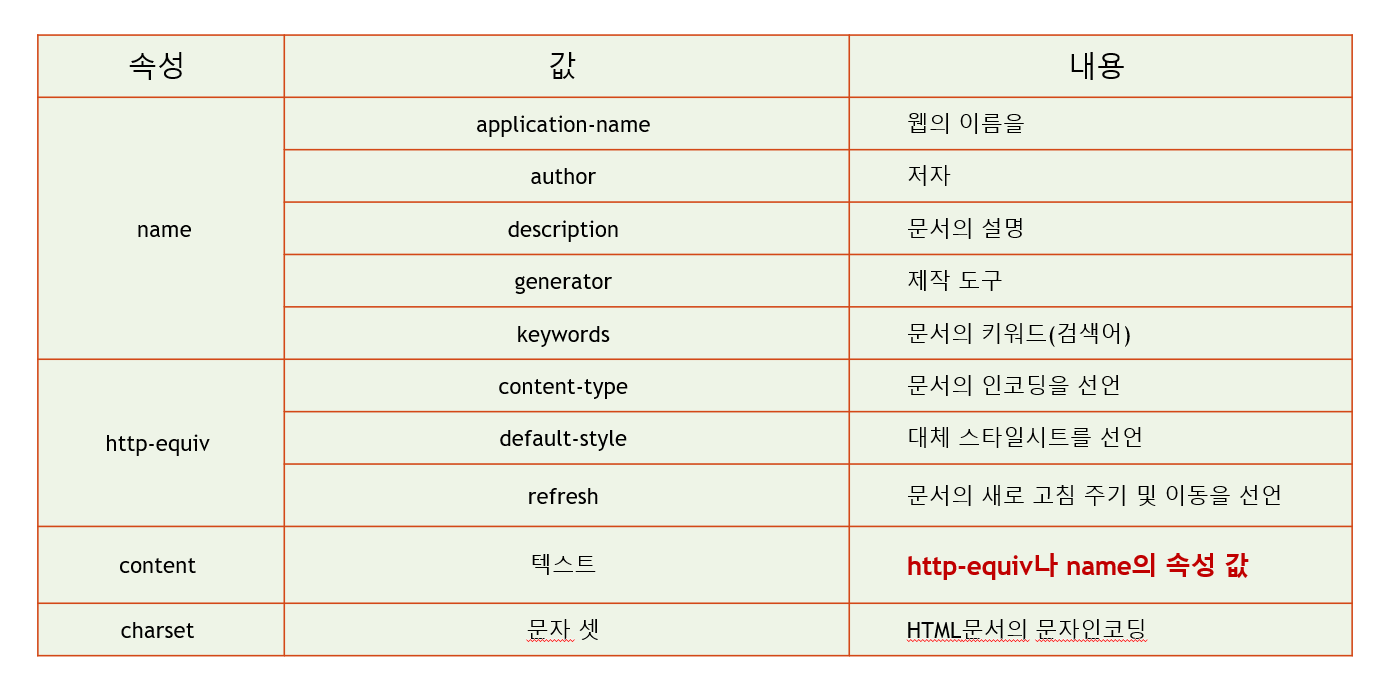 속성 값 내용
name
application-name 웹의 이름을
author 저자
description 문서의 설명
generator 제작 도구
keywords 문서의 키워드(검색어)
http-equiv
content-type 문서의 인코딩을 선언
default-style 대체 스타일시트를 선언
refresh 문서의 새로 고침 주기 및 이동을 선언
content 텍스트 http-equiv나 name의 속성 값
charset 문자 셋 HTML문서의 문자인코딩